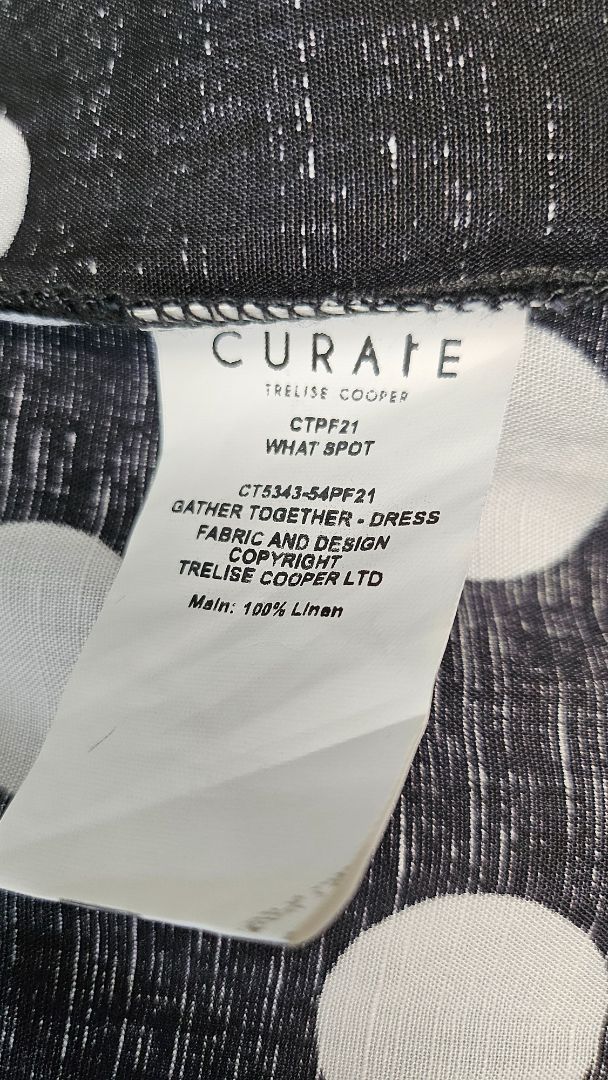 CURATE
TRELISE COOPER
CTPF21
WHAT SPOT
CT5343-54PF21
GATHER TOGETHER - DRESS
FABRIC AND DESIGN
COPYRIGHT
TRELISE COOPER LTD
Main: 100% Linen